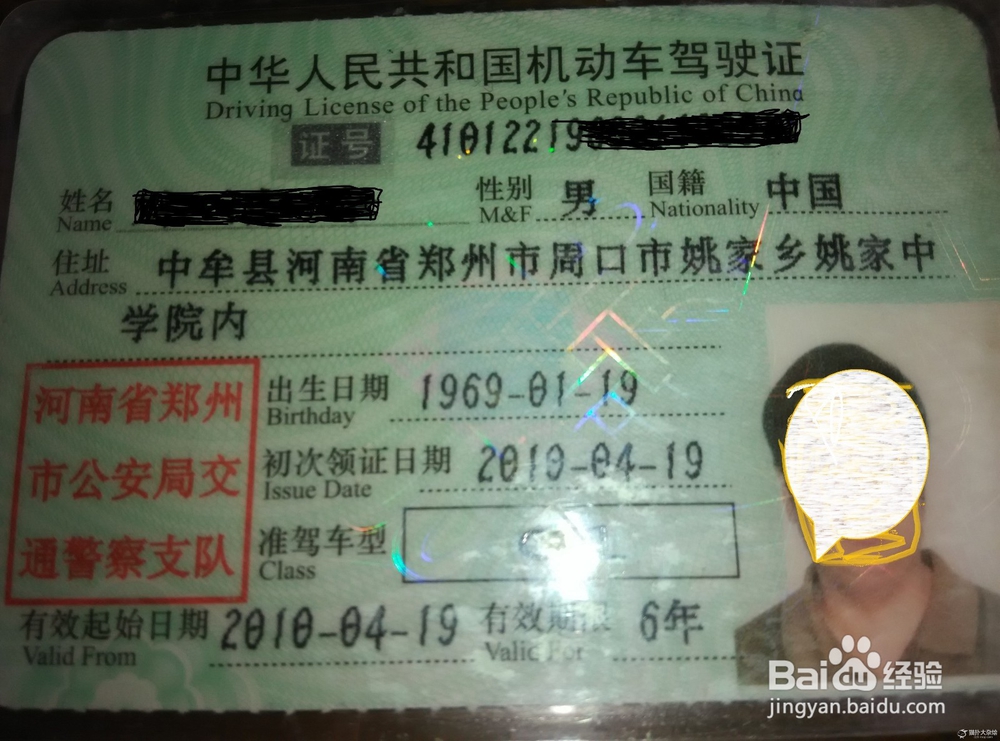 中华人民共和国机动车驾驶证
Driving License of the People's Republic of China
证号 41012219
姓名 Name
性别 M&F 男
国籍 Nationality 中国
住址 Address 中牟县河南省郑州市周口市姚家乡姚家中
学院内
河南省郑州
市公安局交
通警察支队
出生日期 Birthday 1969-01-19
初次领证日期 Issue Date 2010-04-19
准驾车型 Class
有效起始日期 Valid From 2010-04-19
有效期限 Valid For 6年
Baidu 经验
jingyan.baidu.com